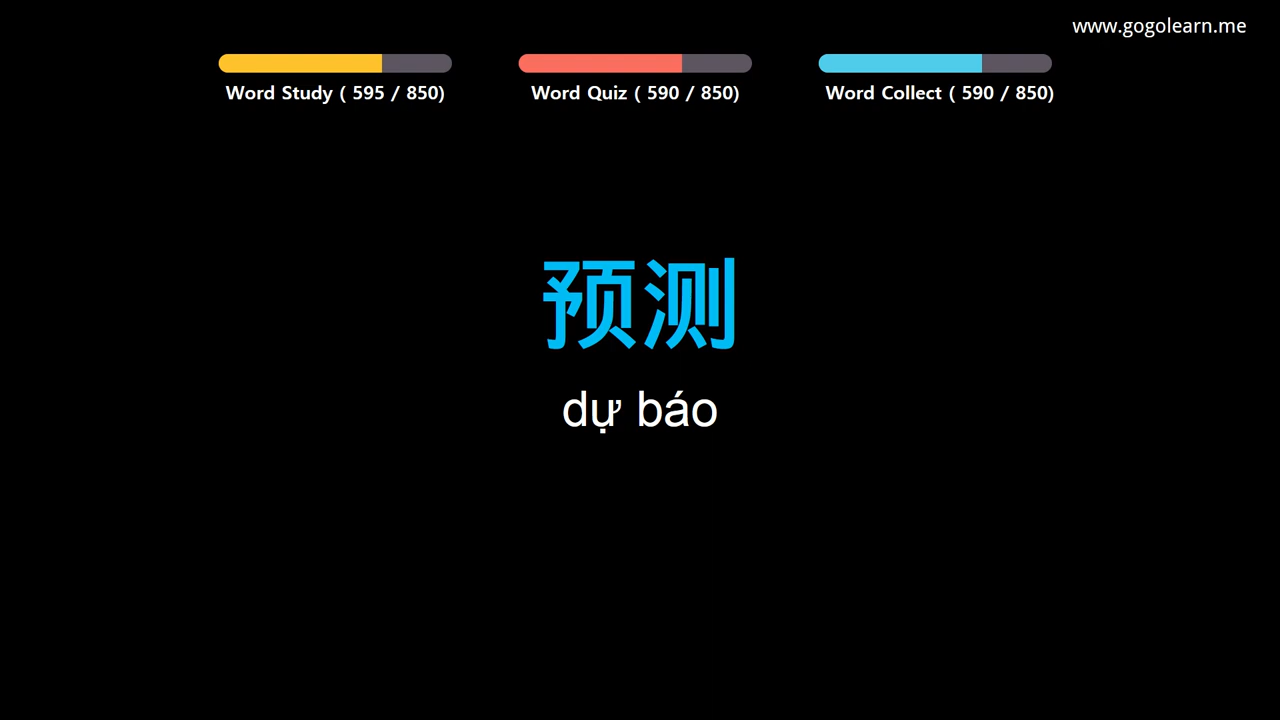 www.gogolearn.me
Word Study ( 595 / 850)
Word Quiz ( 590 / 850)
Word Collect ( 590 / 850)
预测
dự báo